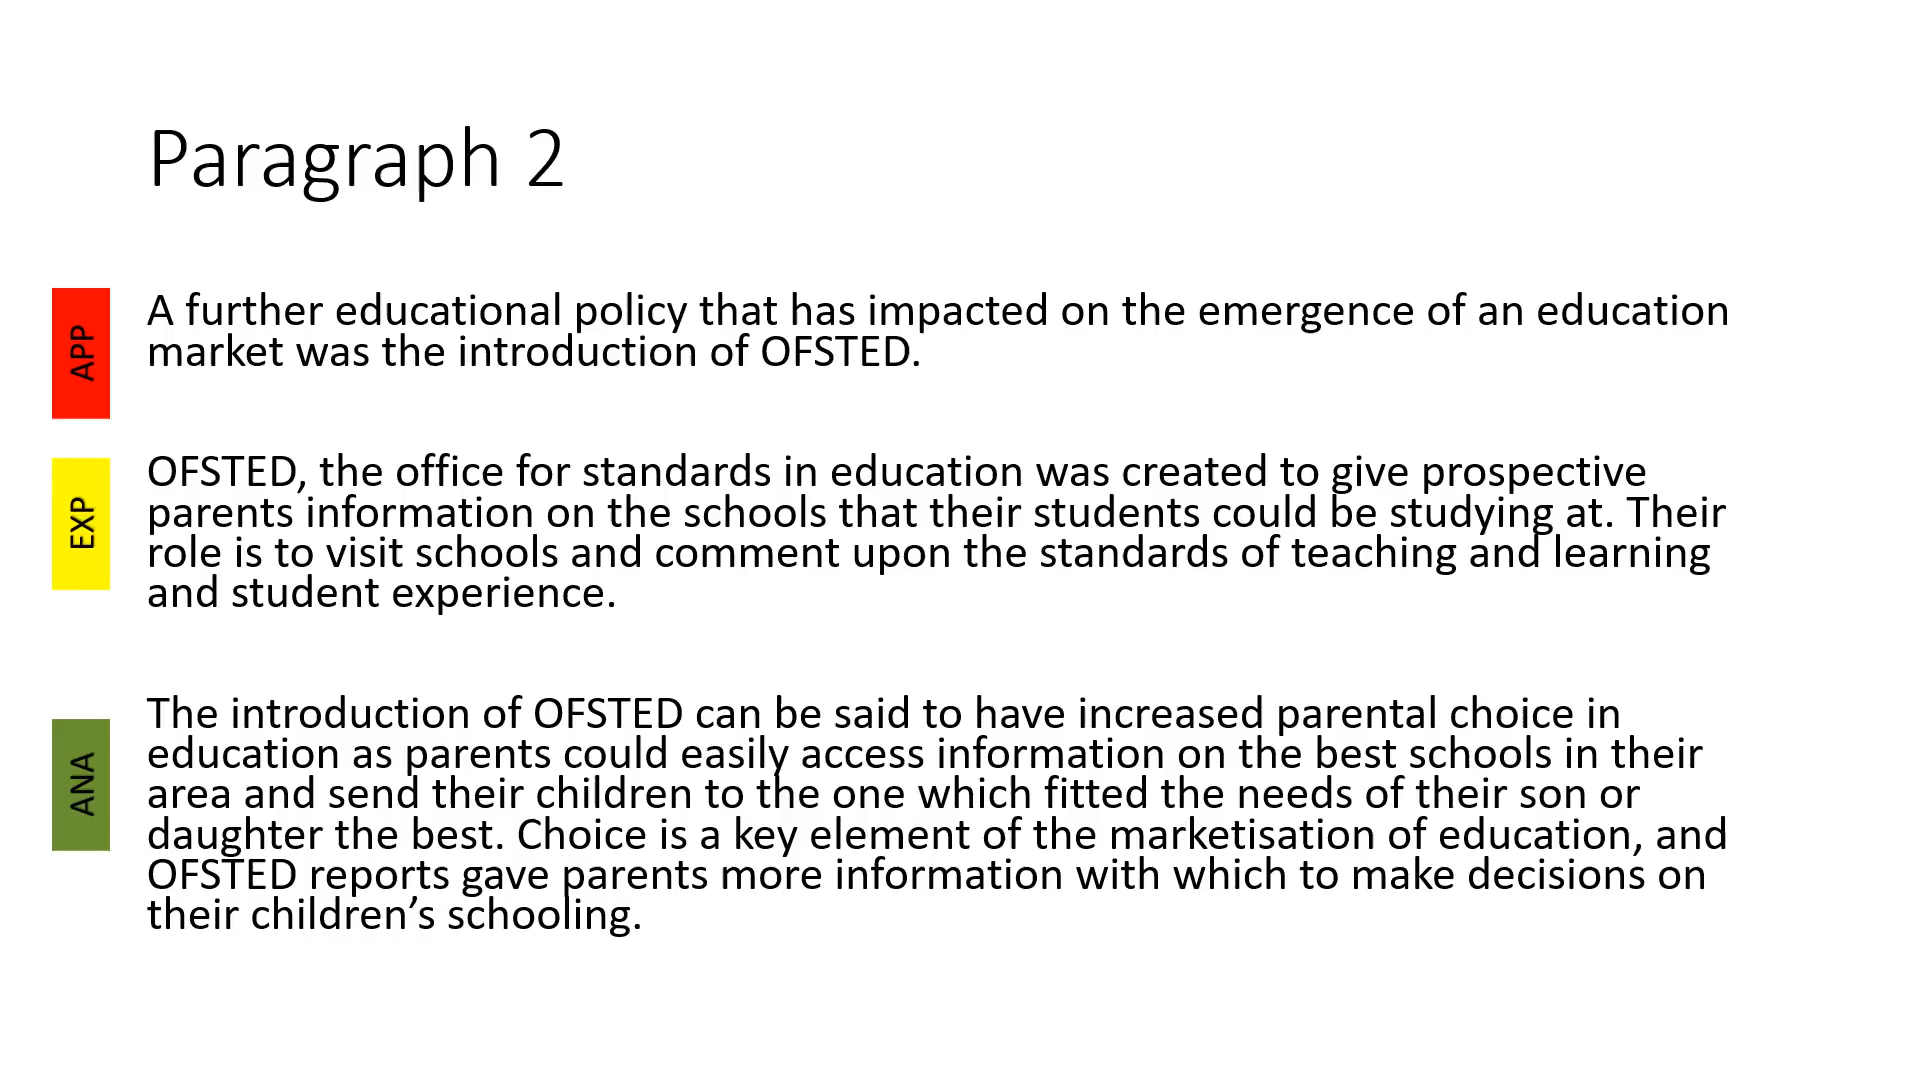 Paragraph 2
APP
A further educational policy that has impacted on the emergence of an education
market was the introduction of OFSTED.
EXP
OFSTED, the office for standards in education was created to give prospective
parents information on the schools that their students could be studying at. Their
role is to visit schools and comment upon the standards of teaching and learning
and student experience.
ANA
The introduction of OFSTED can be said to have increased parental choice in
education as parents could easily access information on the best schools in their
area and send their children to the one which fitted the needs of their son or
daughter the best. Choice is a key element of the marketisation of education, and
OFSTED reports gave parents more information with which to make decisions on
their children’s schooling.